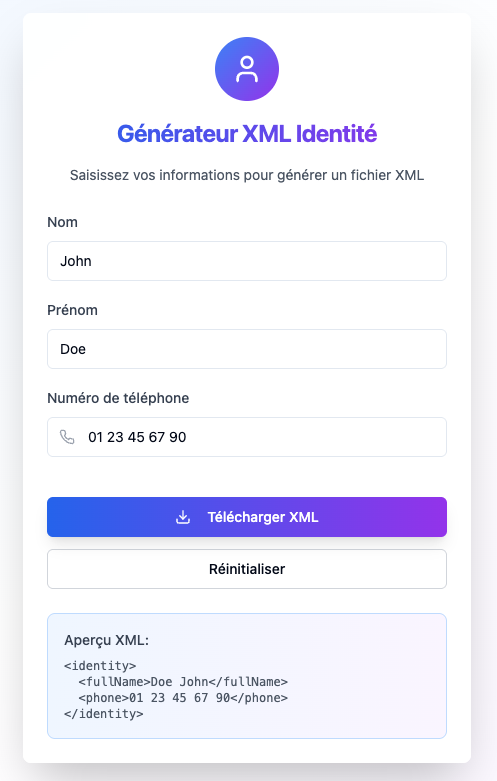 Générateur XML Identité
Saisissez vos informations pour générer un fichier XML
Nom
John
Prénom
Doe
Numéro de téléphone
01 23 45 67 90
Télécharger XML
Réinitialiser
Aperçu XML:
<identity>
  <fullName>Doe John</fullName>
  <phone>01 23 45 67 90</phone>
</identity>